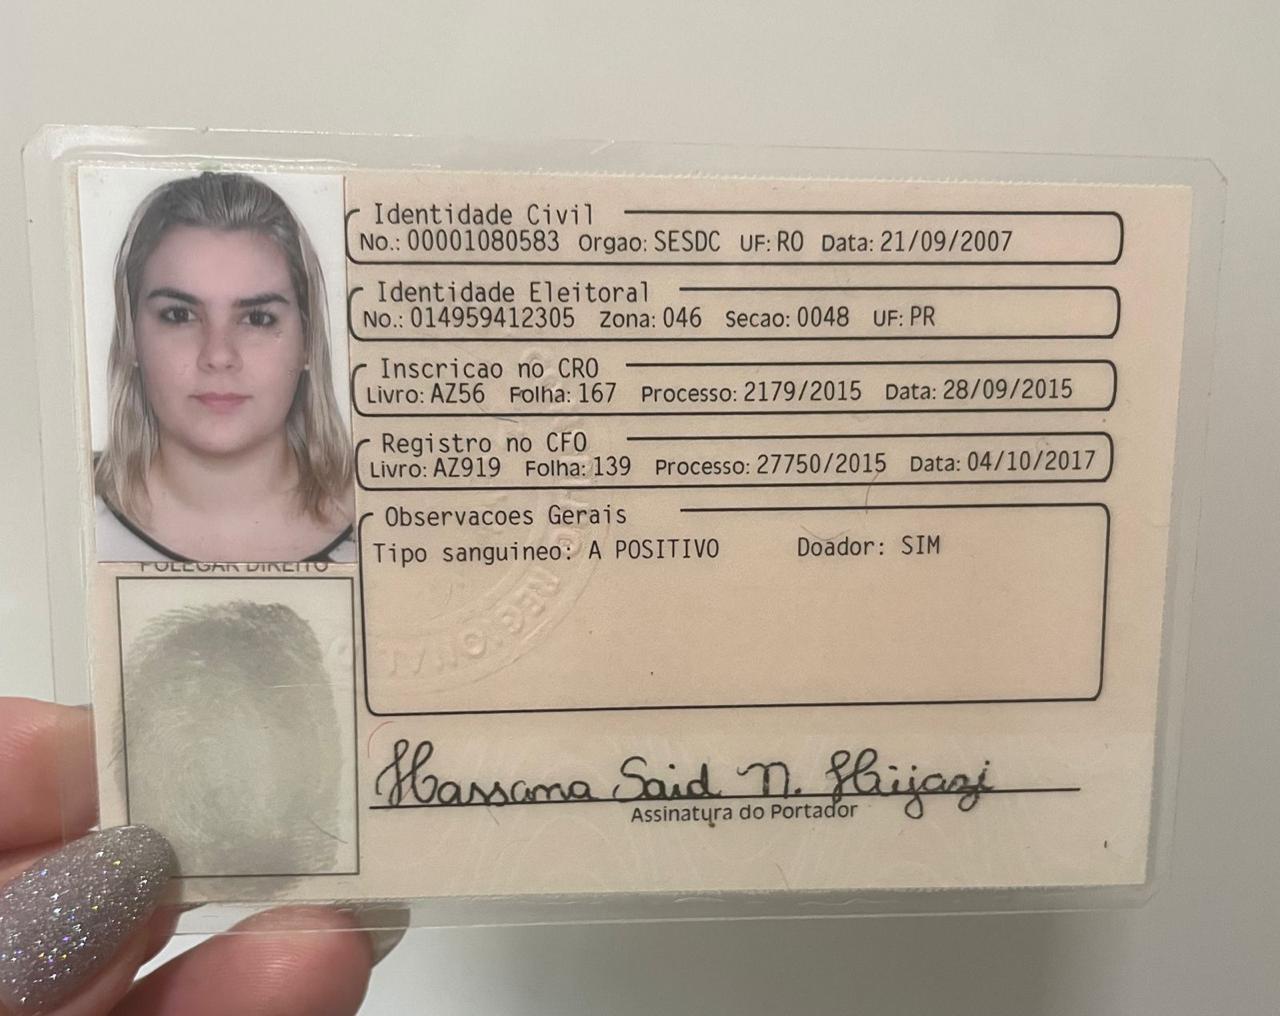 Identidade Civil
No.: 00001080583 Orgao: SESDC UF: RO Data: 21/09/2007
Identidade Eleitoral
No.: 014959412305 Zona: 046 Secao: 0048 UF: PR
Inscricao no CRO
Livro: AZ56 Folha: 167 Processo: 2179/2015 Data: 28/09/2015
Registro no CFO
Livro: AZ919 Folha: 139 Processo: 27750/2015 Data: 04/10/2017
Observacoes Gerais
Tipo sanguineo: A POSITIVO Doador: SIM
POLEGAR DIREITO
REGIONAL
Hassana Said N. Hijazi
Assinatura do Portador